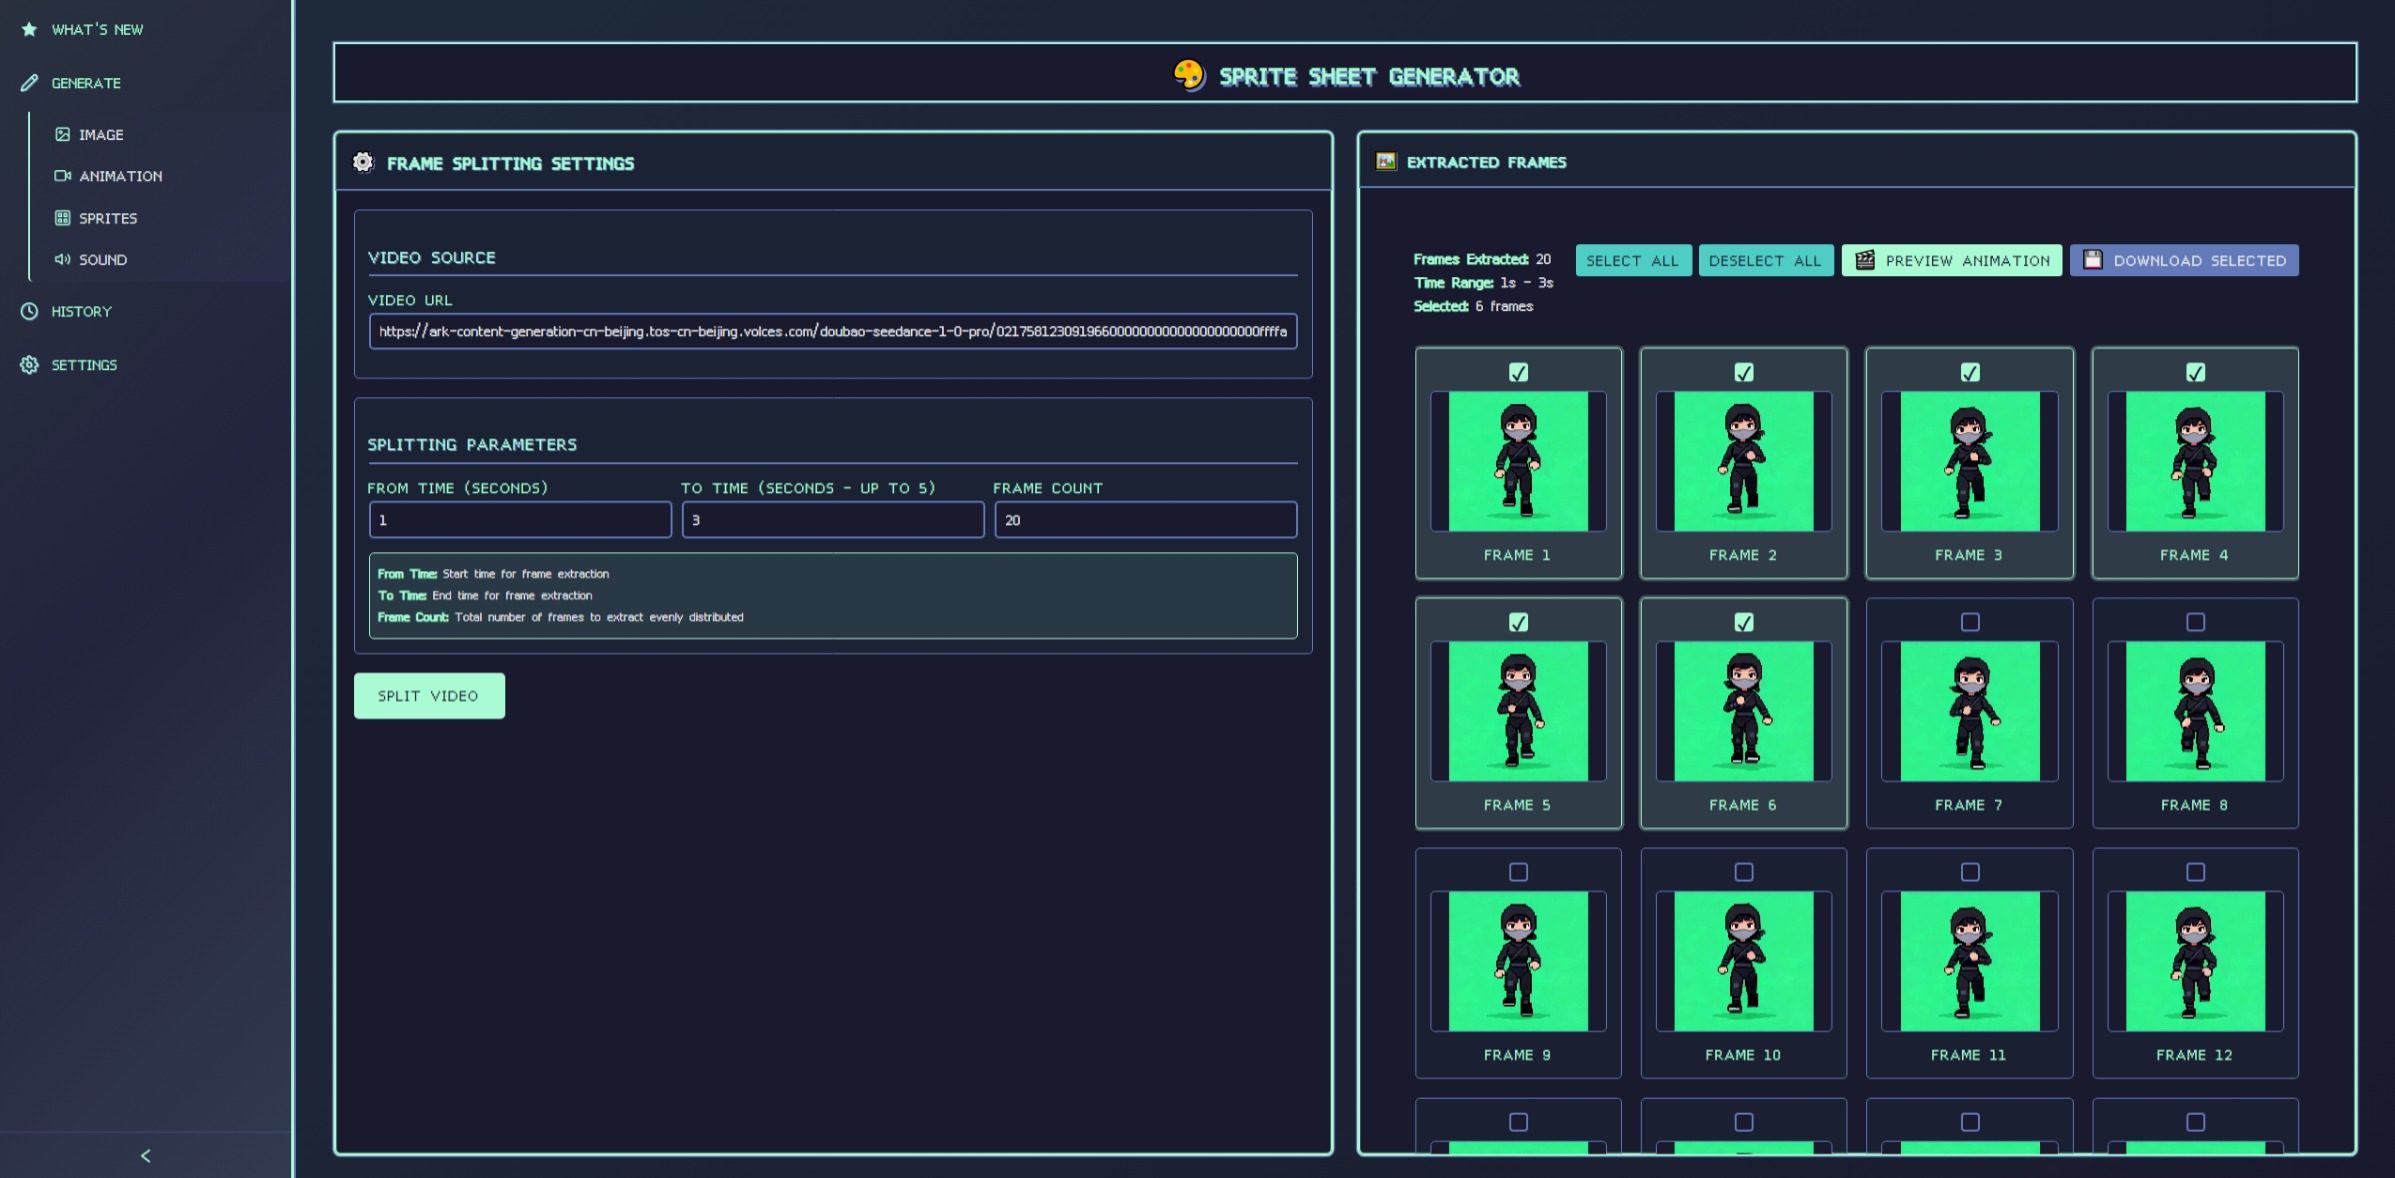 WHAT'S NEW
GENERATE
IMAGE
ANIMATION
SPRITES
SOUND
HISTORY
SETTINGS
SPRITE SHEET GENERATOR
FRAME SPLITTING SETTINGS
VIDEO SOURCE
VIDEO URL
https://ark-content-generation-cn-beijing.tos-cn-beijing.volces.com/doubao-seedance-1-0-pro/
SPLITTING PARAMETERS
FROM TIME (SECONDS) TO TIME (SECONDS - UP TO 5) FRAME COUNT
1 3 20
From Time: Start time for frame extraction
To Time: End time for frame extraction
Frame Count: Total number of frames to extract evenly distributed
SPLIT VIDEO
EXTRACTED FRAMES
Frames Extracted: 20
Time Range: 1s - 3s
Selected: 6 frames
SELECT ALL DESELECT ALL PREVIEW ANIMATION DOWNLOAD SELECTED
FRAME 1 FRAME 2 FRAME 3 FRAME 4
FRAME 5 FRAME 6 FRAME 7 FRAME 8
FRAME 9 FRAME 10 FRAME 11 FRAME 12